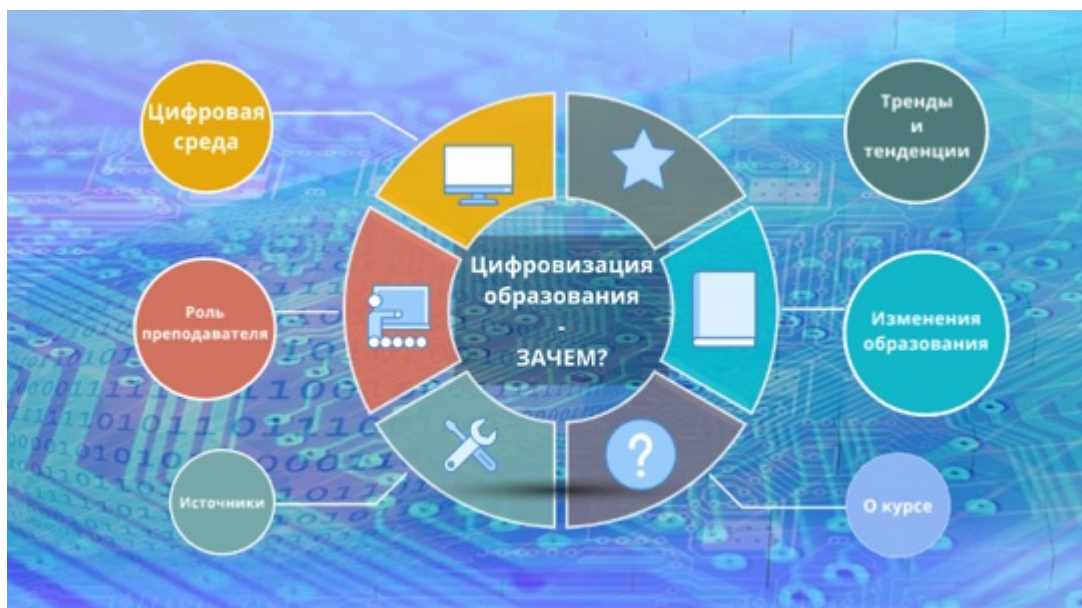 Цифровая
среда
Тренды
и
тенденции
Цифровизация
образования
-
ЗАЧЕМ?
Роль
преподавателя
Изменения
образования
?
Источники
О курсе